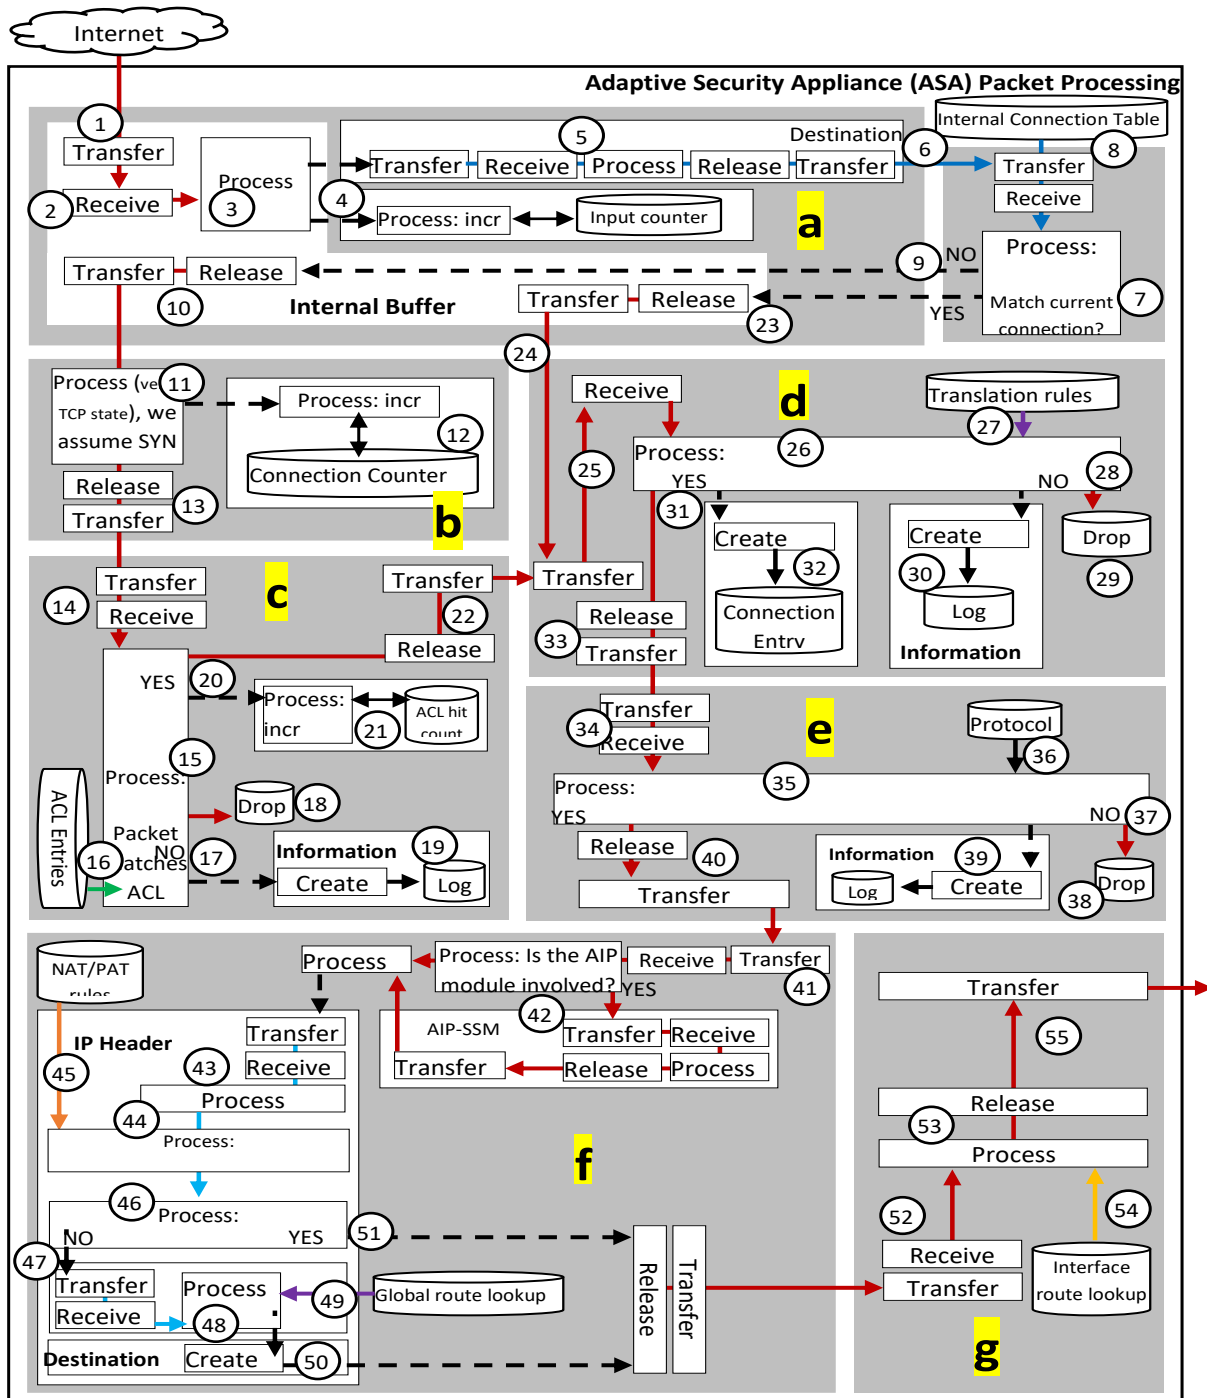 Internet
Adaptive Security Appliance (ASA) Packet Processing
1
Transfer
2
Receive
Process
3
4
5
Destination
Transfer
Receive
Process
Release
Transfer
6
Process: incr
Input counter
a
Internal Connection Table
8
Transfer
Receive
Process:
Match current
connection?
7
9
NO
YES
Transfer
Release
10
Internal Buffer
Transfer
Release
23
24
Process (ve
11
TCP state), we
assume SYN
Process: incr
12
Connection Counter
Release
Transfer
13
b
d
Receive
Translation rules
27
25
Process:
26
YES
NO
28
31
Create
32
Connection
Entry
Create
30
Log
Information
Drop
29
Transfer
Release
33
Transfer
c
Transfer
14
Receive
Transfer
22
Release
YES
20
Process:
incr
21
ACL hit
count
15
Process:
Drop
18
ACL Entries
16
Packet
NO
atches
17
ACL
Information
19
Create
Log
e
Transfer
34
Receive
Protocol
36
35
Process:
YES
NO
37
Release
40
Transfer
Information
39
Log
Create
Drop
38
NAT/PAT
rules
Process
Process: Is the AIP
module involved?
YES
Receive
Transfer
41
42
AIP-SSM
Transfer
Receive
Transfer
Release
Process
IP Header
Transfer
Receive
43
45
Process
44
Process:
46
Process:
NO
YES
51
47
Transfer
Receive
Process
48
49
Global route lookup
Destination
Create
50
f
Release
Transfer
Transfer
55
Release
53
Process
52
54
Receive
Transfer
Interface
route lookup
g